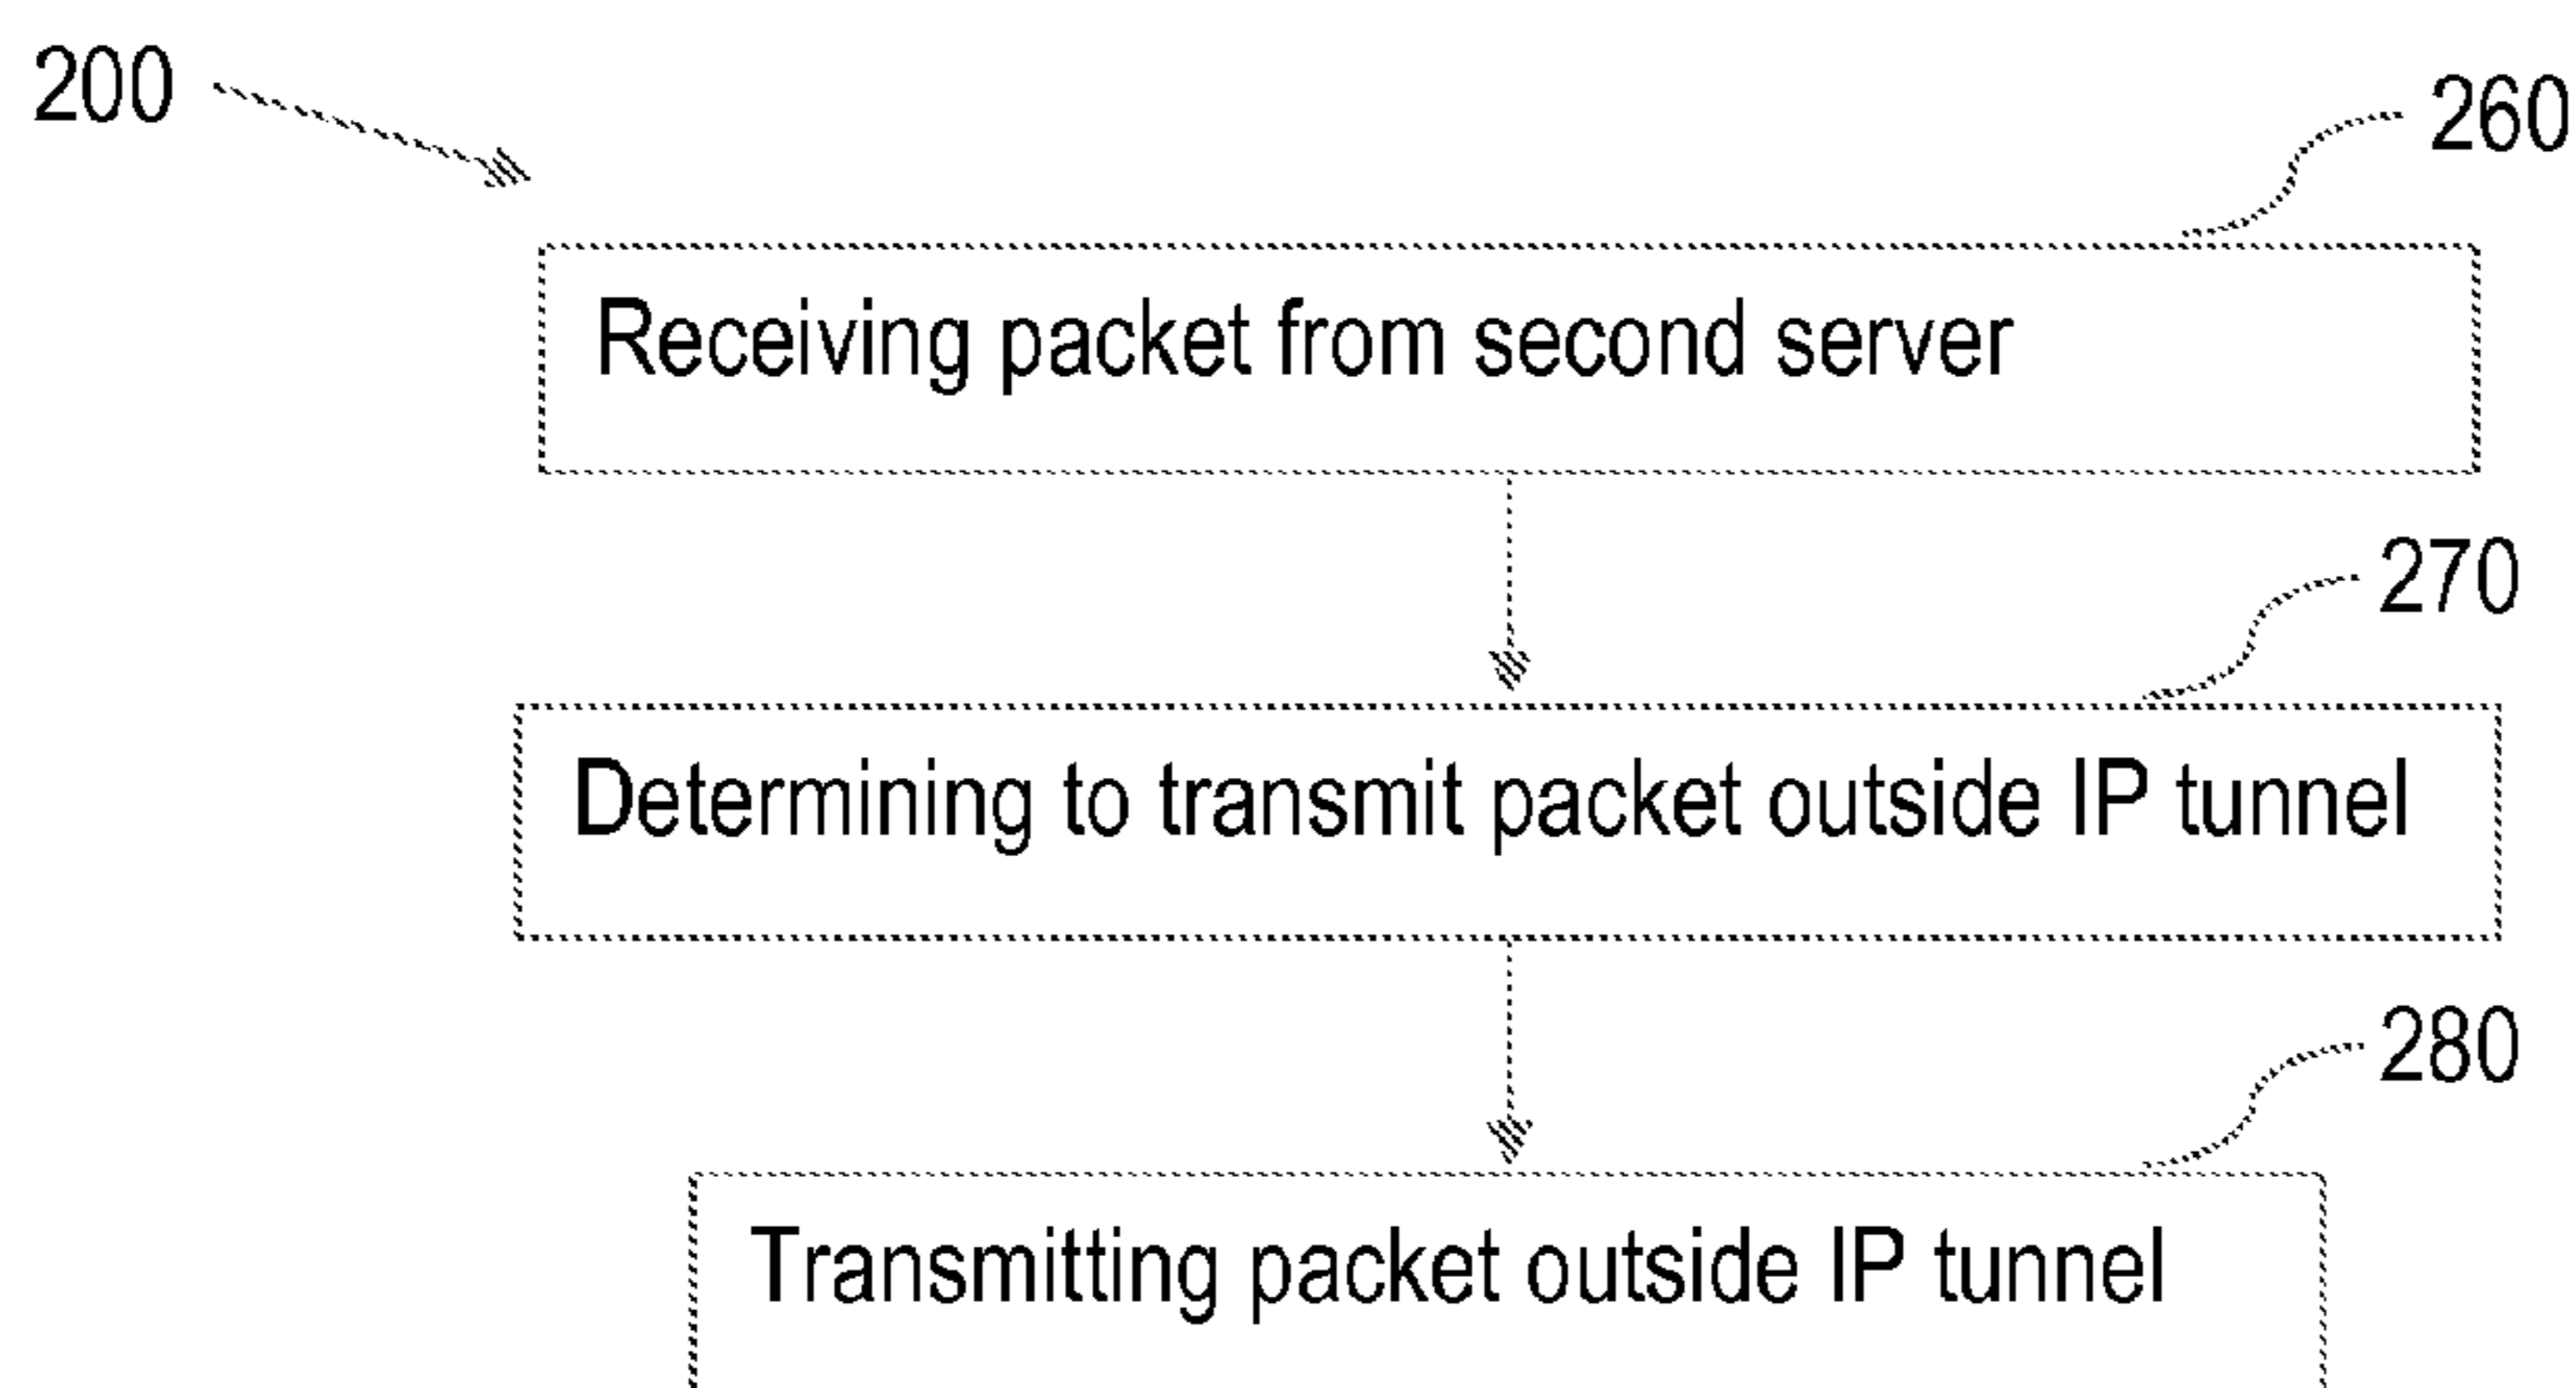 200
260
Receiving packet from second server
270
Determining to transmit packet outside IP tunnel
280
Transmitting packet outside IP tunnel